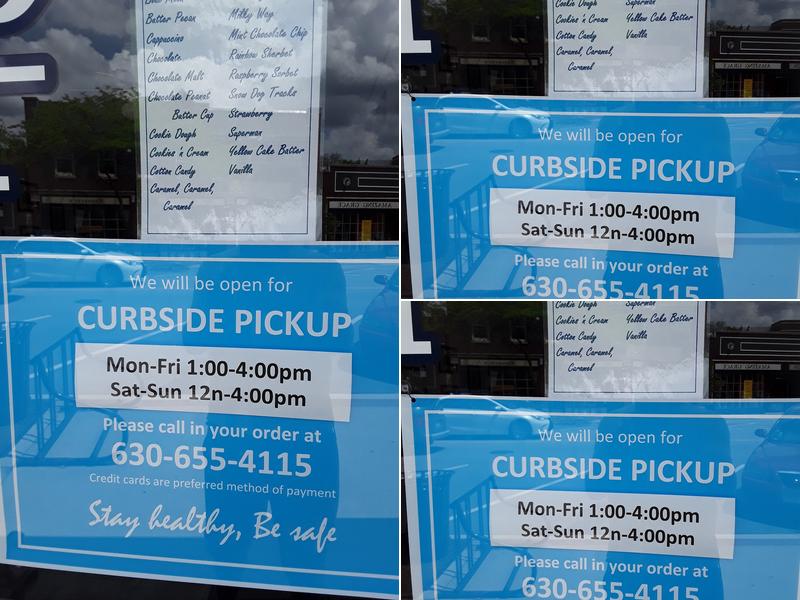 Butter Pecan
Cappuccino
Chocolate
Chocolate Malt
Chocolate Peanut
Butter Cup
Cookie Dough
Cookies 'n Cream
Cotton Candy
Caramel, Caramel,
Caramel
Milky Way
Mint Chocolate Chip
Rainbow Sherbet
Raspberry Sorbet
Snow Dog Tracks
Strawberry
Superman
Yellow Cake Batter
Vanilla
We will be open for
CURBSIDE PICKUP
Mon-Fri 1:00-4:00pm
Sat-Sun 12n-4:00pm
Please call in your order at
630-655-4115
Credit cards are preferred method of payment
Stay healthy, Be safe
Cookie Dough
Cookies 'n Cream
Cotton Candy
Caramel, Caramel,
Caramel
Superman
Yellow Cake Batter
Vanilla
We will be open for
CURBSIDE PICKUP
Mon-Fri 1:00-4:00pm
Sat-Sun 12n-4:00pm
Please call in your order at
630-655-4115
Cookie Dough
Cookies 'n Cream
Cotton Candy
Caramel, Caramel,
Caramel
Superman
Yellow Cake Batter
Vanilla
We will be open for
CURBSIDE PICKUP
Mon-Fri 1:00-4:00pm
Sat-Sun 12n-4:00pm
Please call in your order at
630-655-4115